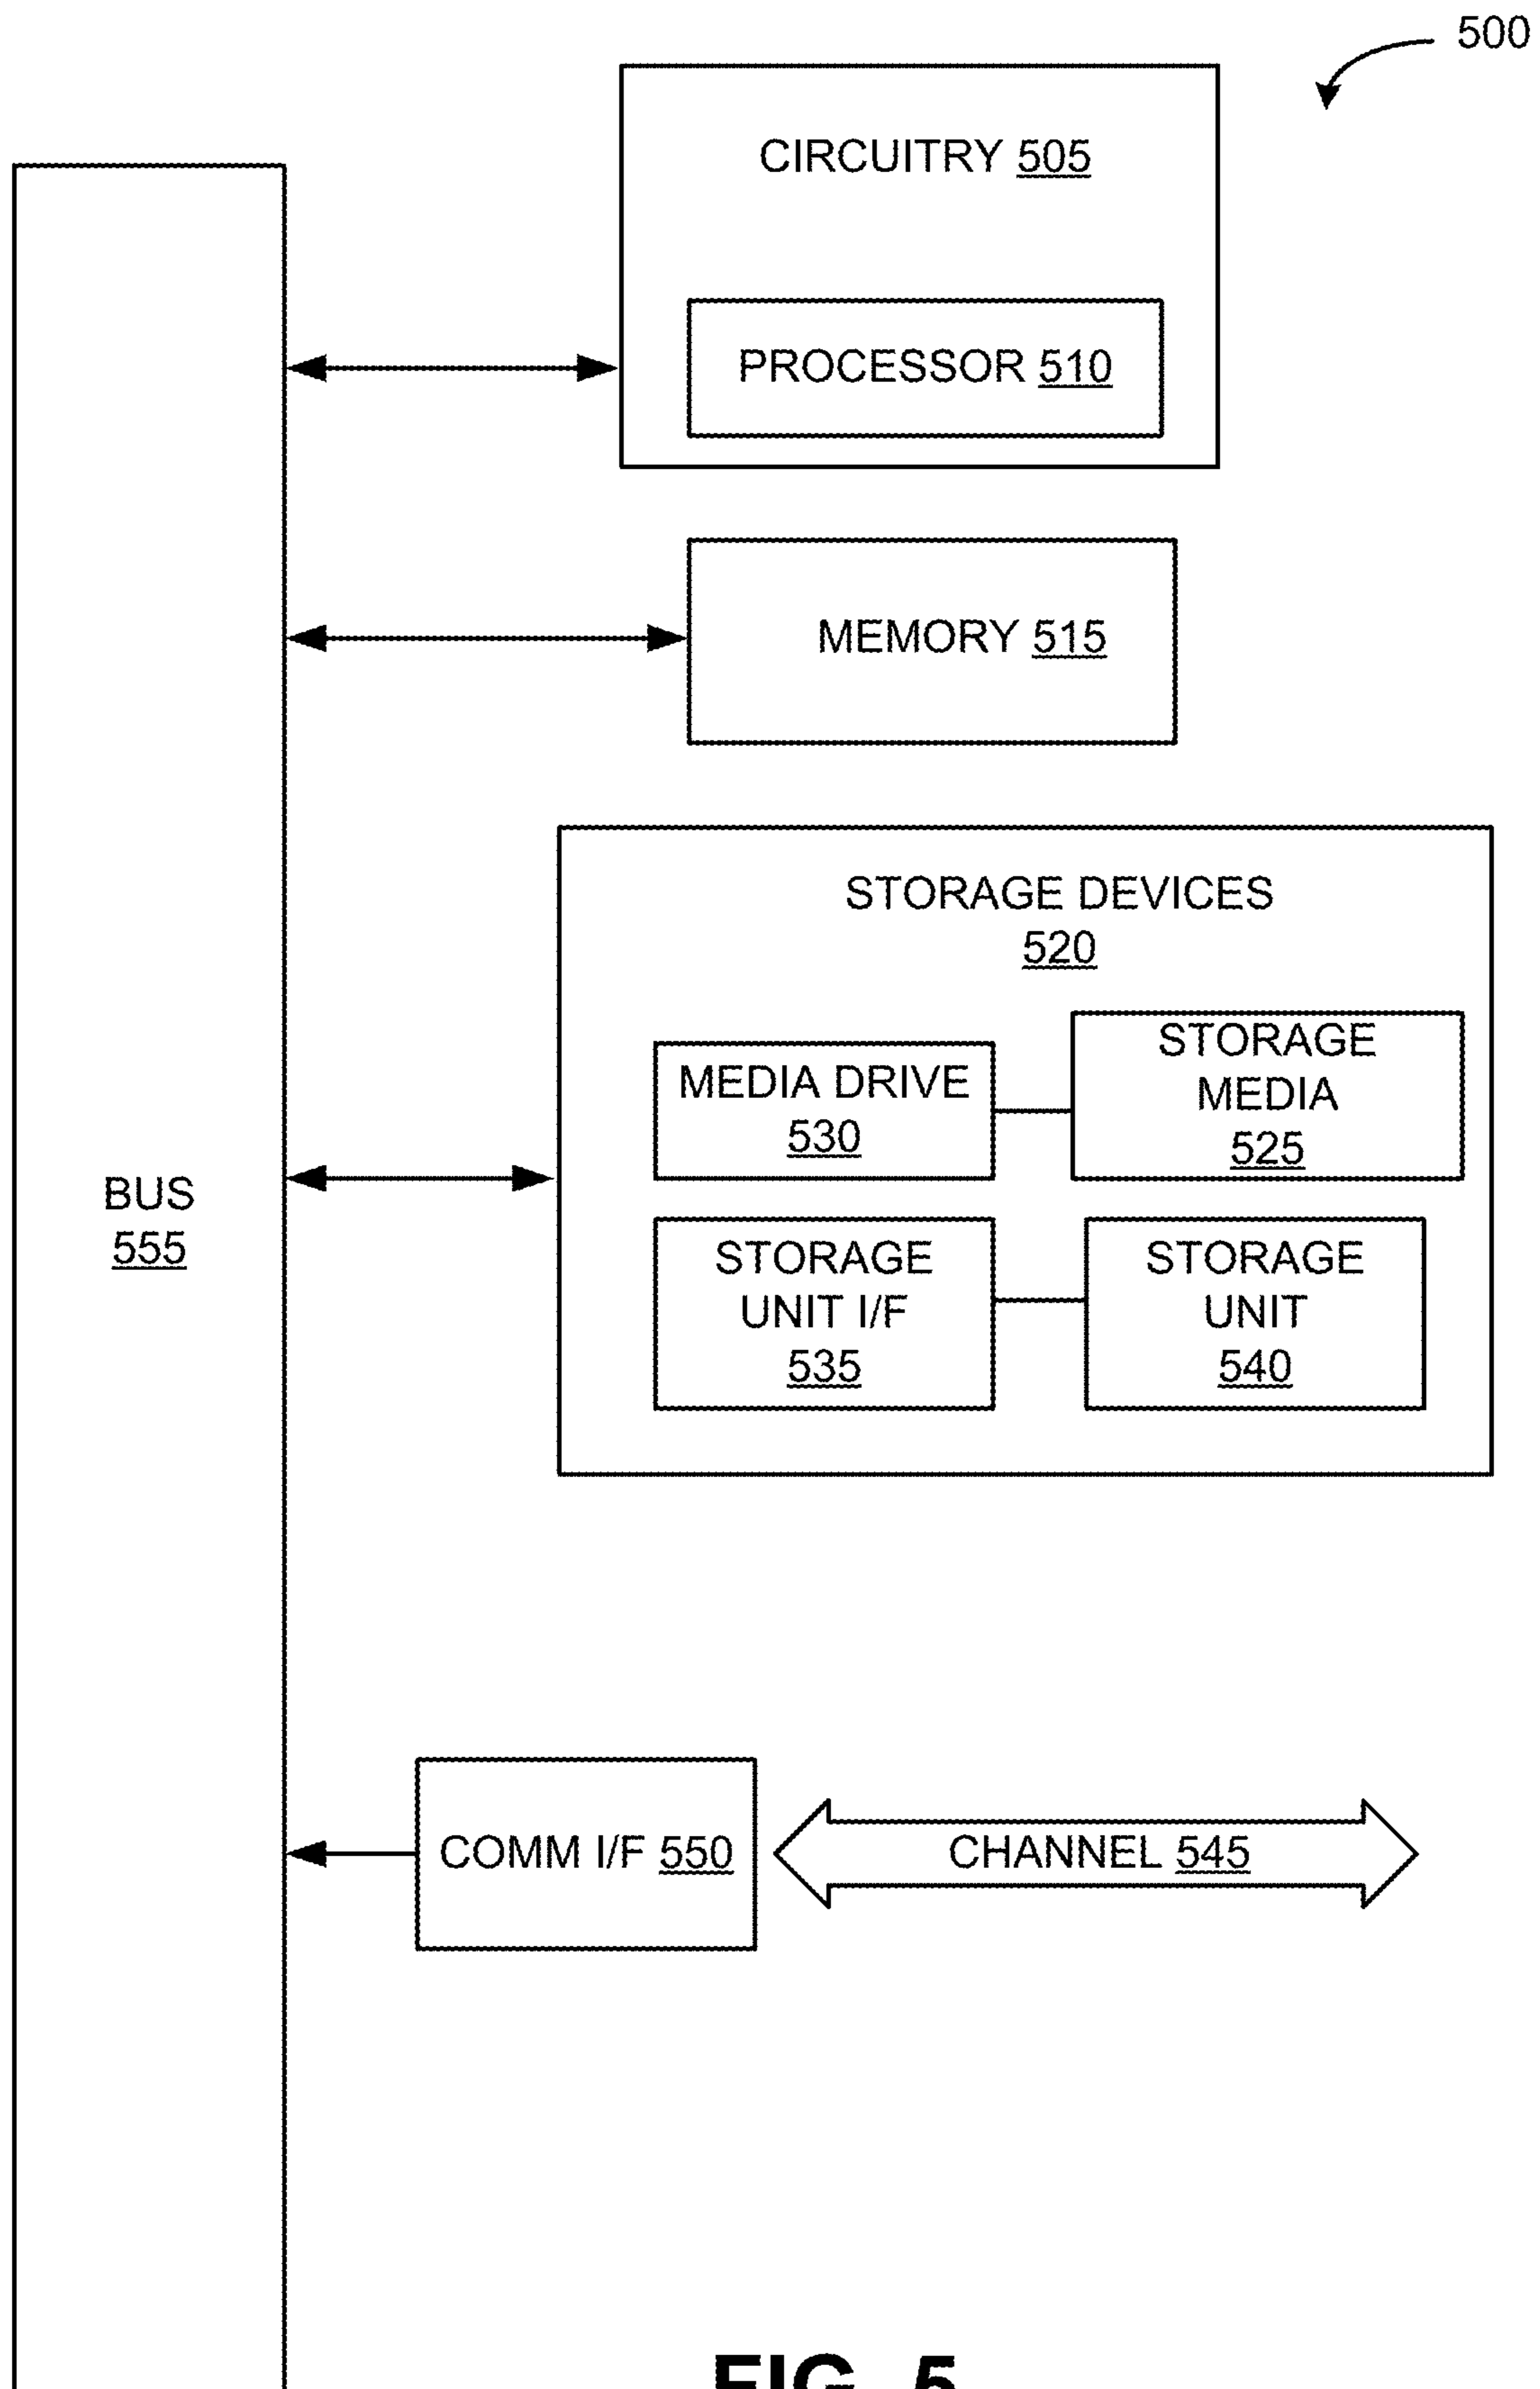 500
CIRCUITRY 505
PROCESSOR 510
MEMORY 515
STORAGE DEVICES
520
MEDIA DRIVE
530
STORAGE
MEDIA
525
BUS
555
STORAGE
UNIT I/F
535
STORAGE
UNIT
540
COMM I/F 550
CHANNEL 545
FIG. 5